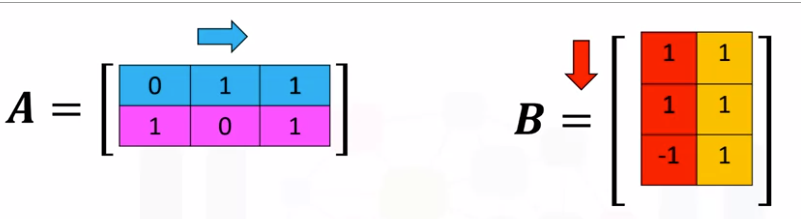 A = [ 0 1 1
1 0 1 ]
B = [ 1 1
1 1
-1 1 ]